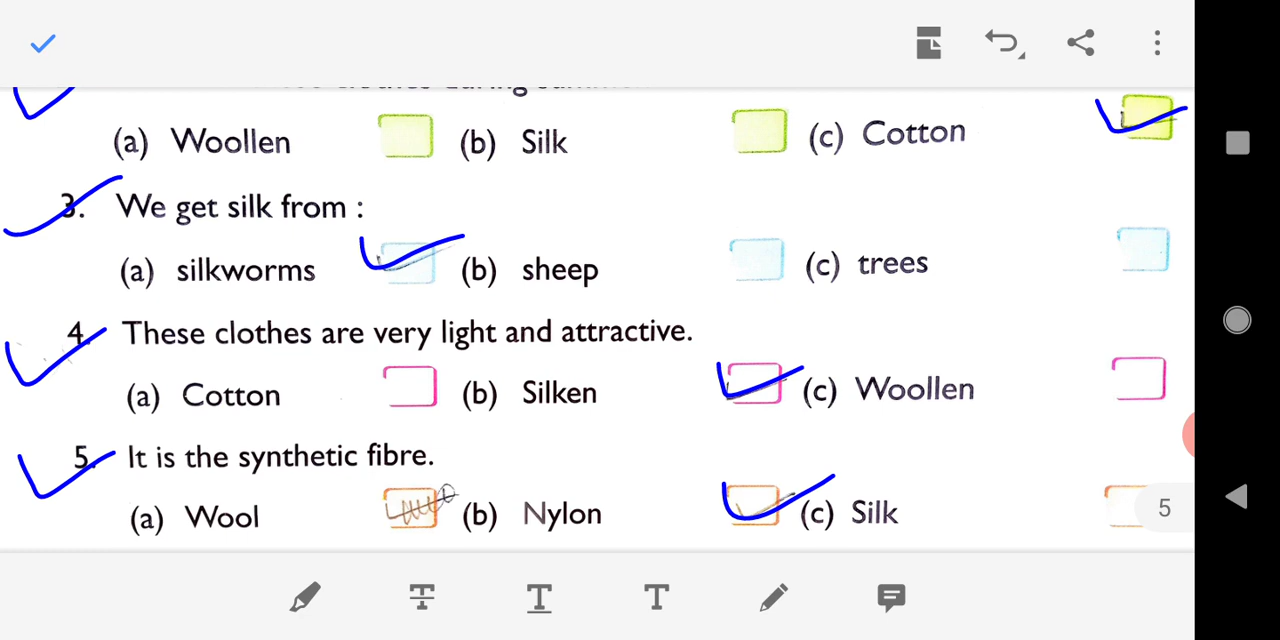 (a) Woollen (b) Silk (c) Cotton
3. We get silk from :
(a) silkworms (b) sheep (c) trees
4. These clothes are very light and attractive.
(a) Cotton (b) Silken (c) Woollen
5. It is the synthetic fibre.
(a) Wool (b) Nylon (c) Silk
5
T T T